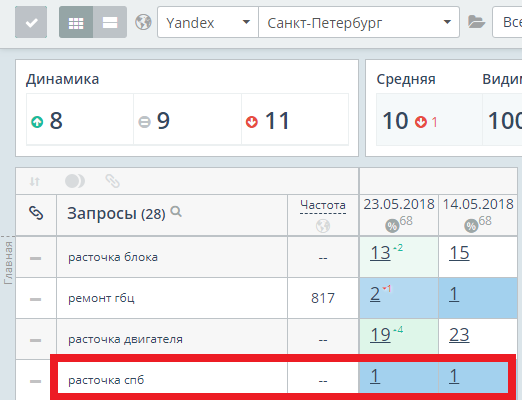 Yandex Санкт-Петербург Все
Динамика
8 9 11
Средняя Видим
10 1 100
Запросы (28) Частота 23.05.2018 14.05.2018
% 68 % 68
Главная
расточка блока -- 13 +2 15
ремонт гбц 817 2 -1 1
расточка двигателя -- 19 +4 23
расточка спб -- 1 1